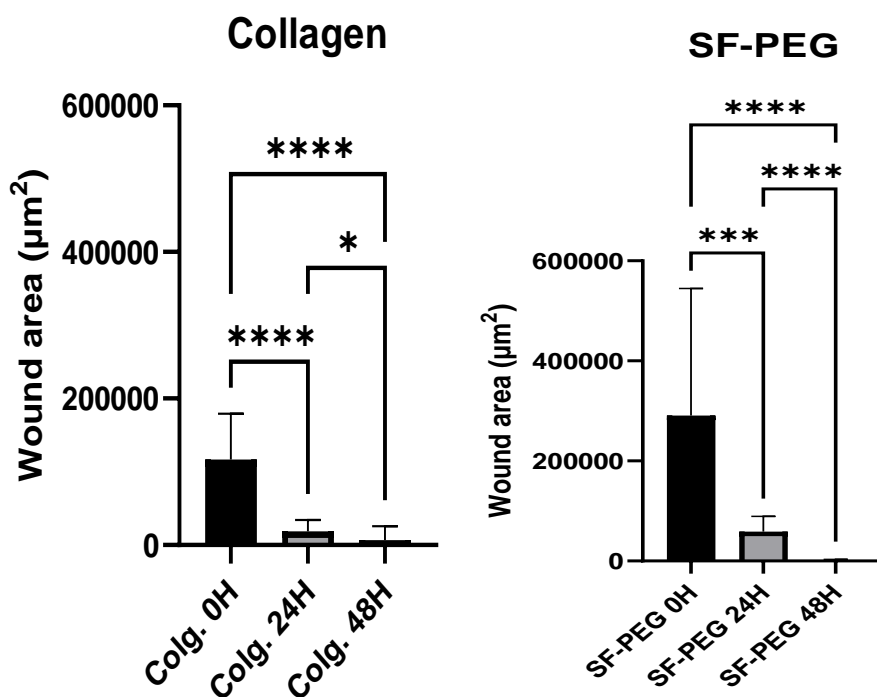 Collagen
Wound area (µm²)
600000
400000
200000
0
****
*
****
Colg. 0H
Colg. 24H
Colg. 48H
SF-PEG
Wound area (µm²)
600000
400000
200000
0
****
****
***
SF-PEG 0H
SF-PEG 24H
SF-PEG 48H